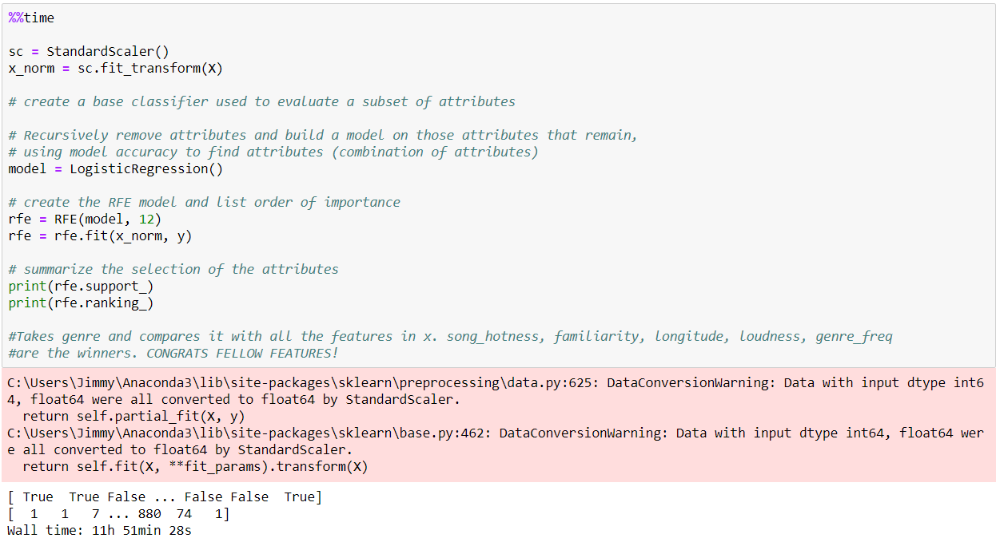 %%time
sc = StandardScaler()
x_norm = sc.fit_transform(X)
# create a base classifier used to evaluate a subset of attributes
# Recursively remove attributes and build a model on those attributes that remain,
# using model accuracy to find attributes (combination of attributes)
model = LogisticRegression()
# create the RFE model and list order of importance
rfe = RFE(model, 12)
rfe = rfe.fit(x_norm, y)
# summarize the selection of the attributes
print(rfe.support_)
print(rfe.ranking_)
#Takes genre and compares it with all the features in x. song_hotness, familiarity, longitude, loudness, genre_freq
#are the winners. CONGRATS FELLOW FEATURES!
C:\Users\Jimmy\Anaconda3\lib\site-packages\sklearn\preprocessing\data.py:625: DataConversionWarning: Data with input dtype int6
4, float64 were all converted to float64 by StandardScaler.
  return self.partial_fit(X, y)
C:\Users\Jimmy\Anaconda3\lib\site-packages\sklearn\base.py:462: DataConversionWarning: Data with input dtype int64, float64 wer
e all converted to float64 by StandardScaler.
  return self.fit(X, **fit_params).transform(X)
[ True  True False ... False False  True]
[  1   1   7 ... 880  74   1]
Wall time: 11h 51min 28s